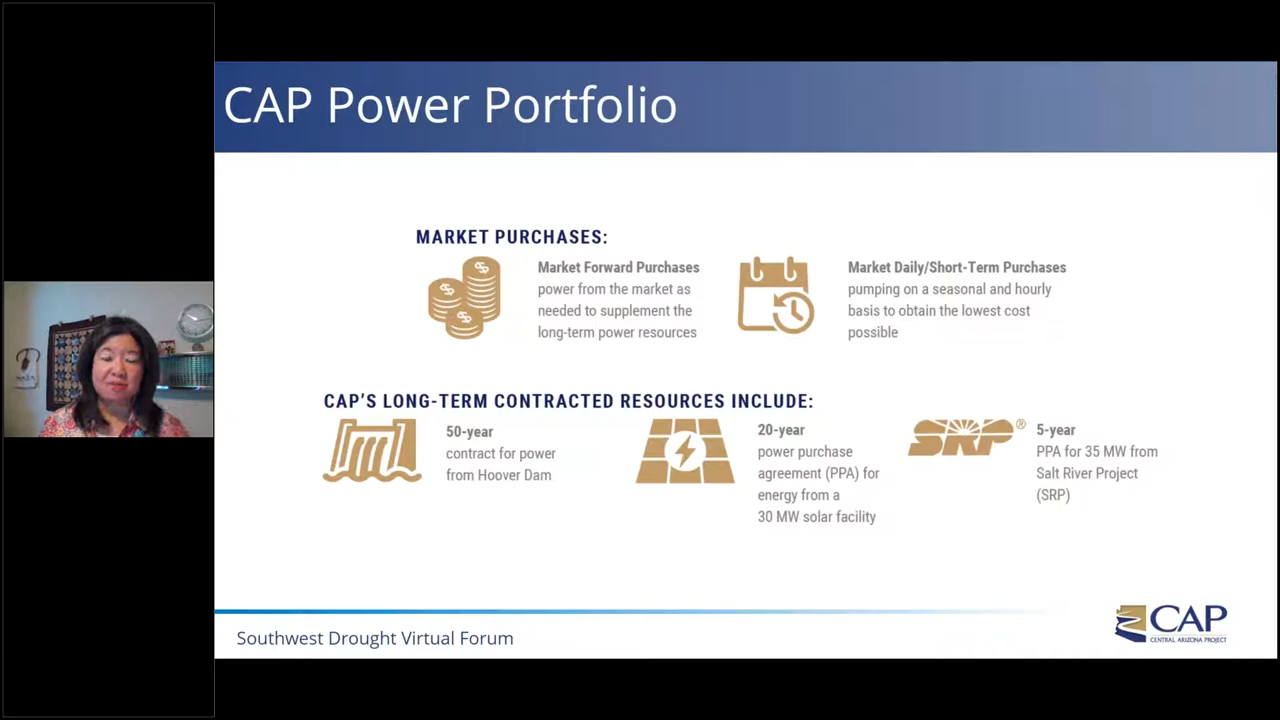 CAP Power Portfolio
MARKET PURCHASES:
Market Forward Purchases
power from the market as
needed to supplement the
long-term power resources
Market Daily/Short-Term Purchases
pumping on a seasonal and hourly
basis to obtain the lowest cost
possible
CAP'S LONG-TERM CONTRACTED RESOURCES INCLUDE:
50-year
contract for power
from Hoover Dam
20-year
power purchase
agreement (PPA) for
energy from a
30 MW solar facility
SRP®
5-year
PPA for 35 MW from
Salt River Project
(SRP)
Southwest Drought Virtual Forum
CAP
CENTRAL ARIZONA PROJECT